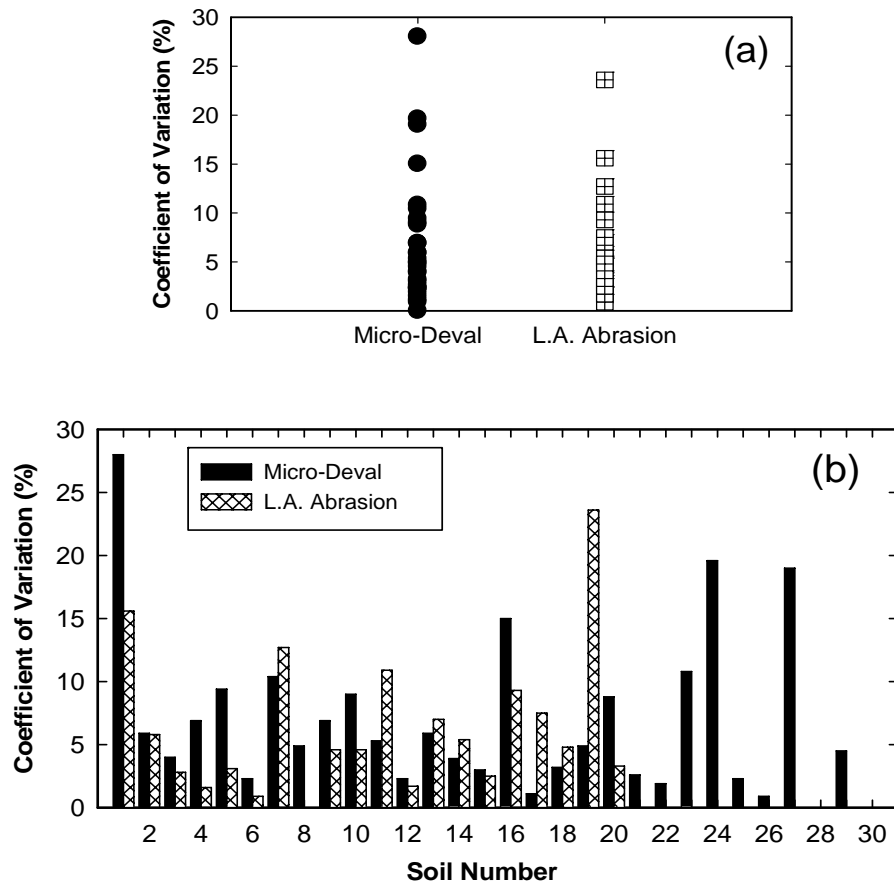 30
25
20
15
10
5
0
Coefficient of Variation (%)
(a)
Micro-Deval L.A. Abrasion
30
25
20
15
10
5
0
Coefficient of Variation (%)
Micro-Deval
L.A. Abrasion
(b)
2 4 6 8 10 12 14 16 18 20 22 24 26 28 30
Soil Number